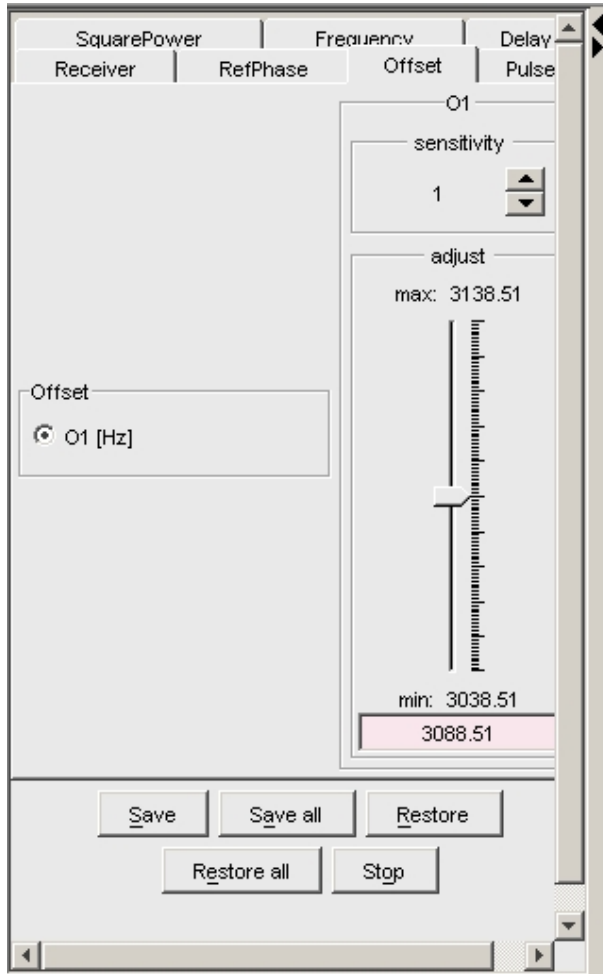 SquarePower Frequency Delay
Receiver RefPhase Offset Pulse
O1
sensitivity
1
adjust
max: 3138.51
Offset
O1 [Hz]
min: 3038.51
3088.51
Save Save all Restore
Restore all Stop